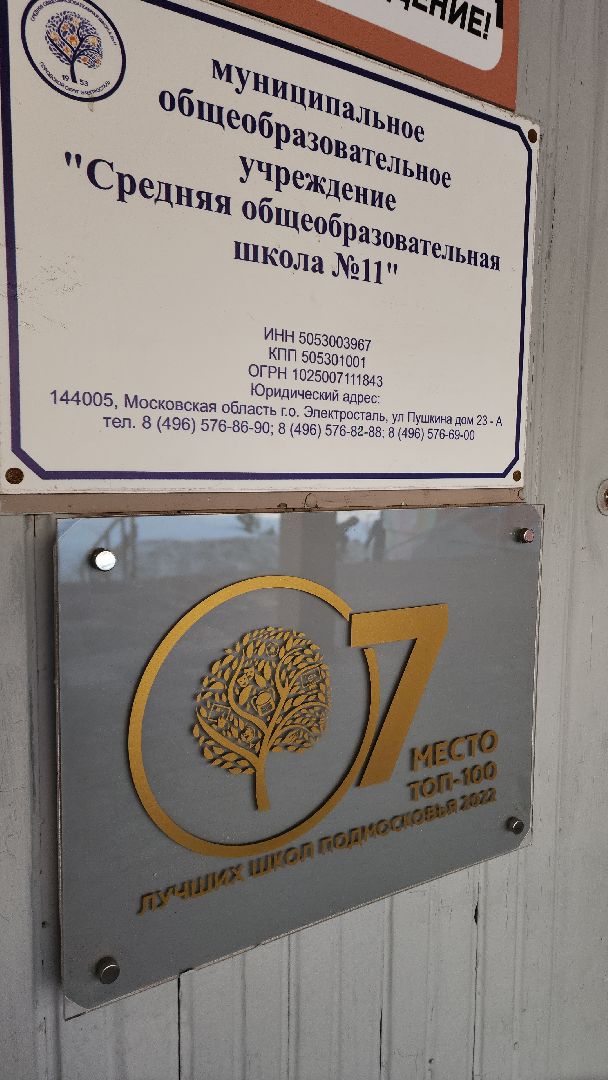 ЕНИЕ!
1953
муниципальное
общеобразовательное
учреждение
"Средняя общеобразовательная
школа №11"
ИНН 5053003967
КПП 505301001
ОГРН 1025007111843
Юридический адрес:
144005, Московская область г.о. Электросталь, ул Пушкина дом 23 - А
тел. 8 (496) 576-86-90; 8 (496) 576-82-88; 8 (496) 576-69-00
7
МЕСТО
ТОП-100
ЛУЧШИХ ШКОЛ ПОДМОСКОВЬЯ 2022